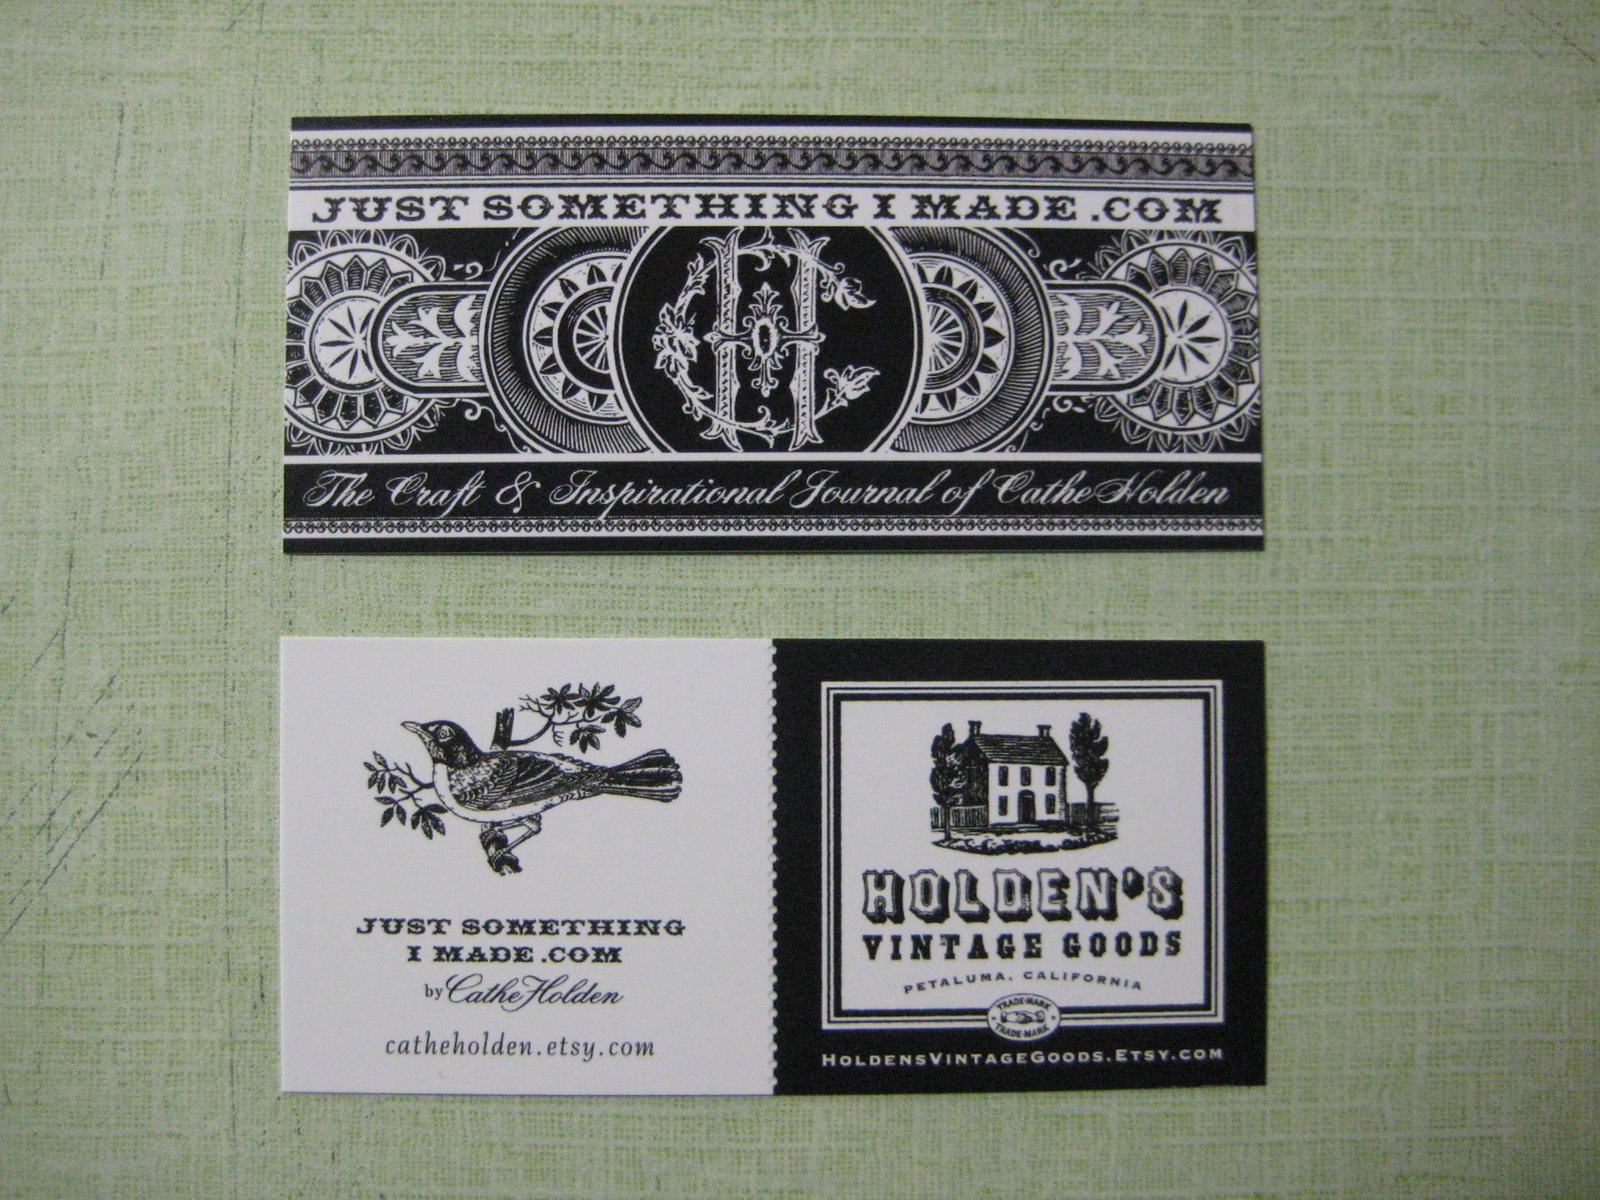 JUST SOMETHING I MADE.COM
CH
The Craft & Inspirational Journal of Cathe Holden
JUST SOMETHING
I MADE.COM
by Cathe Holden
catheholden.etsy.com
HOLDEN'S
VINTAGE GOODS
PETALUMA, CALIFORNIA
TRADE-MARK
TRADE-MARK
HOLDENSVINTAGEGOODS.ETSY.COM